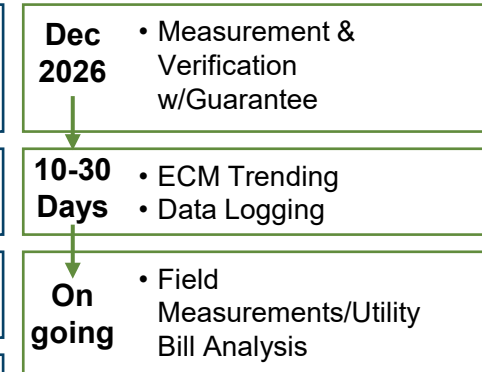 Dec
2026
• Measurement &
Verification
w/Guarantee
10-30
Days
• ECM Trending
• Data Logging
On
going
• Field
Measurements/Utility
Bill Analysis